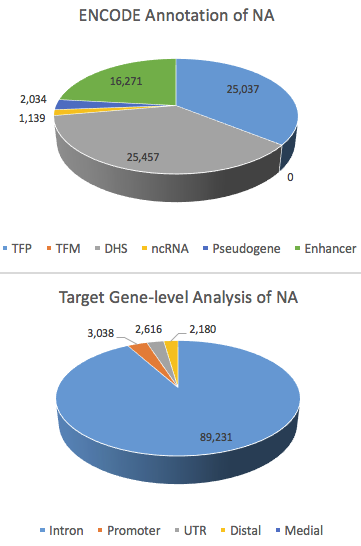 ENCODE Annotation of NA
16,271
25,037
2,034
1,139
25,457
0
TFP TFM DHS ncRNA Pseudogene Enhancer
Target Gene-level Analysis of NA
3,038 2,616 2,180
89,231
Intron Promoter UTR Distal Medial